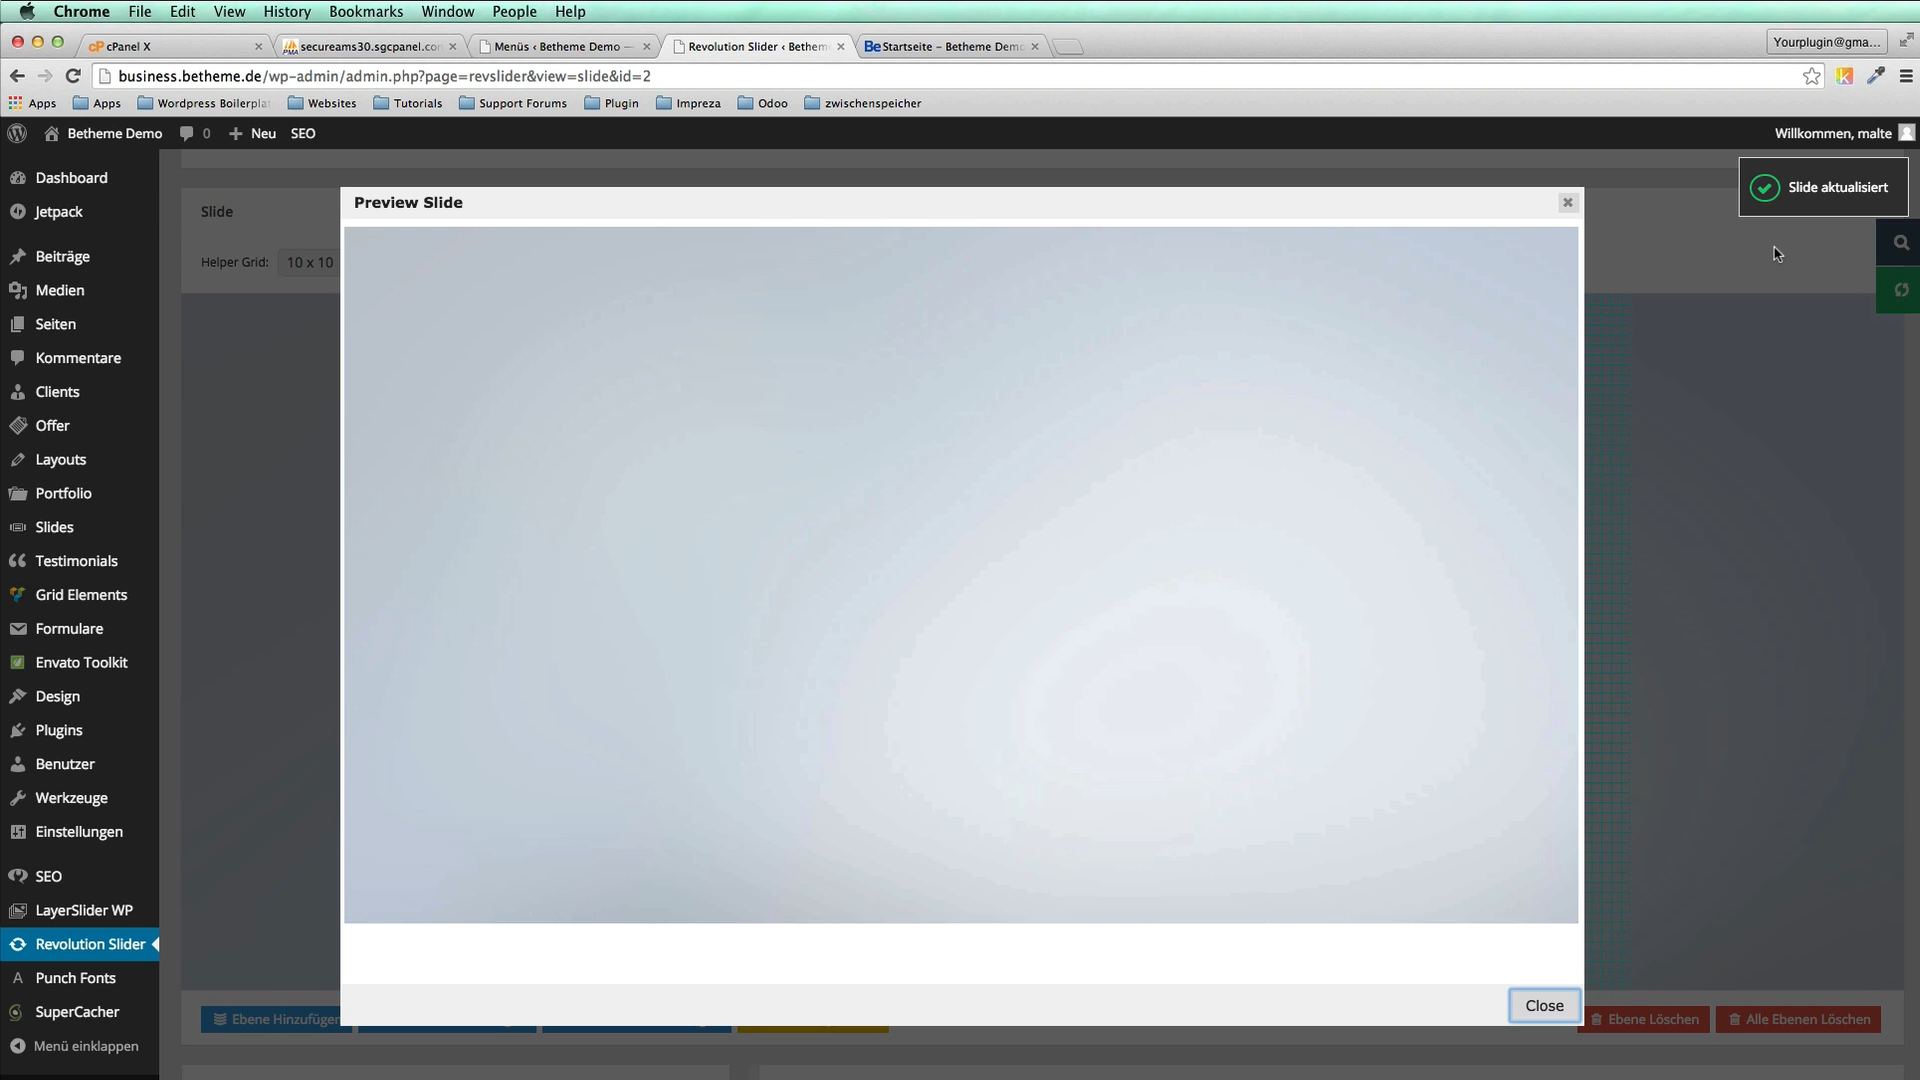 Chrome File Edit View History Bookmarks Window People Help
cPanel X
secureams30.sgcpanel.co
Menüs ‹ Betheme Demo —
Revolution Slider ‹ Bethem
Startseite – Betheme Dem
Yourplugin@gma...
business.betheme.de/wp-admin/admin.php?page=revslider&view=slide&id=2
Apps Apps Wordpress Boilerpla Websites Tutorials Support Forums Plugin Impreza Odoo zwischenspeicher
Betheme Demo 0 Neu SEO
Willkommen, malte
Dashboard
Jetpack
Beiträge
Medien
Seiten
Kommentare
Clients
Offer
Layouts
Portfolio
Slides
Testimonials
Grid Elements
Formulare
Envato Toolkit
Design
Plugins
Benutzer
Werkzeuge
Einstellungen
SEO
LayerSlider WP
Revolution Slider
Punch Fonts
SuperCacher
Menü einklappen
Slide
Helper Grid: 10 x 10
Preview Slide
Slide aktualisiert
Close
Ebene Hinzufügen
Ebene Löschen
Alle Ebenen Löschen